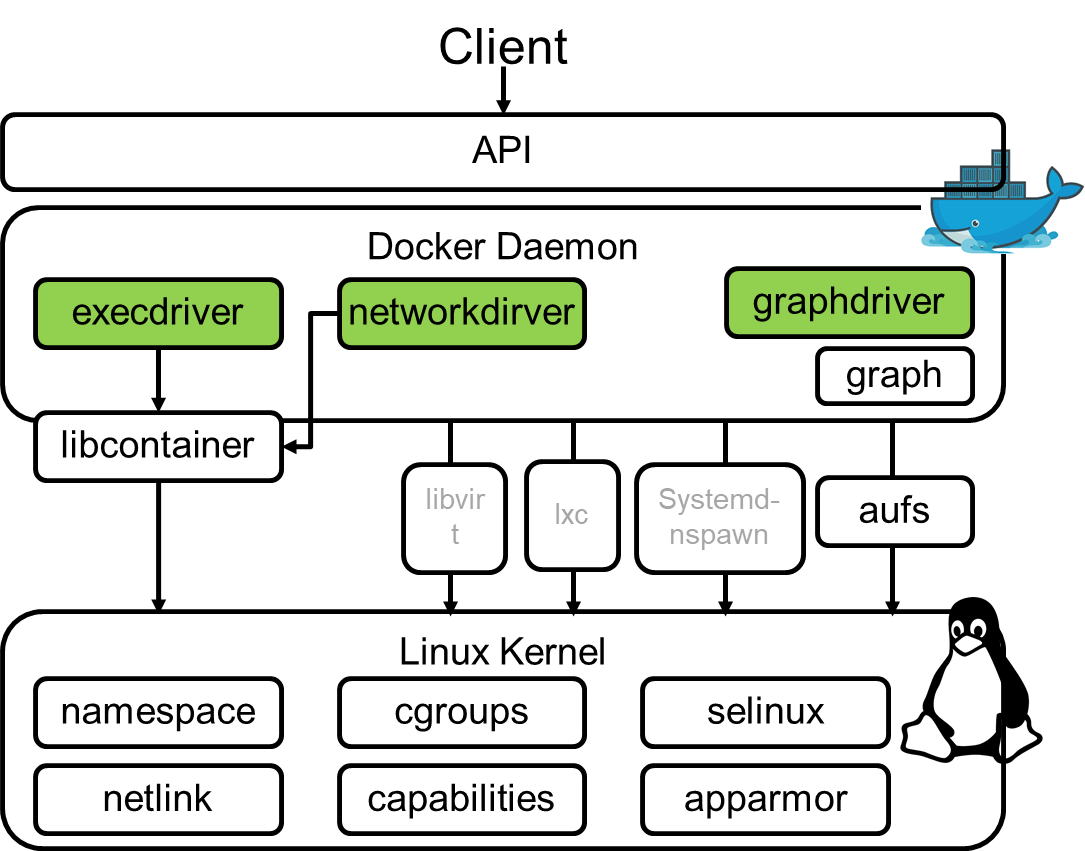 Client
API
Docker Daemon
execdriver
networkdirver
graphdriver
graph
libcontainer
libvir
t
lxc
Systemd-
nspawn
aufs
Linux Kernel
namespace
cgroups
selinux
netlink
capabilities
apparmor